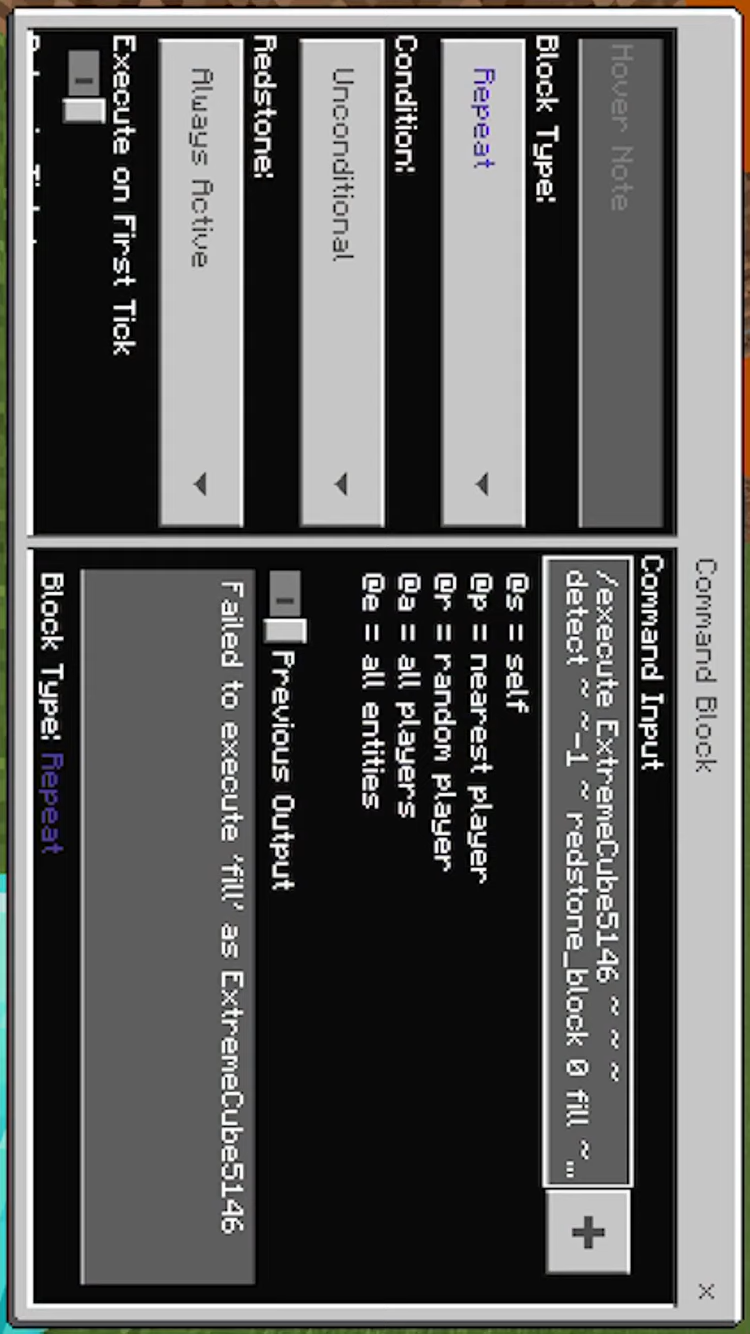 Command Block
X
Hover Note
Block Type:
Repeat
Condition:
Unconditional
Redstone:
Always Active
Execute on First Tick
Command Input
/execute ExtremeCube5146 ~ ~ ~
detect ~ ~-1 ~ redstone_block 0 fill ~...
@s = self
@p = nearest player
@r = random player
@a = all players
@e = all entities
Previous Output
Failed to execute 'fill' as ExtremeCube5146
Block Type: Repeat